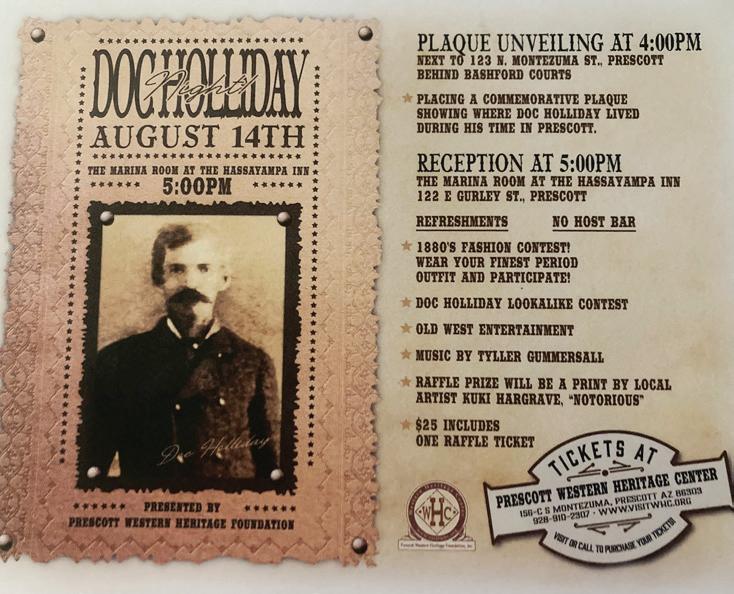 DOC HOLLIDAY
Night!
AUGUST 14TH
THE MARINA ROOM AT THE HASSAYAMPA INN
5:00PM
Doc Holliday
PRESENTED BY
PRESCOTT WESTERN HERITAGE FOUNDATION
PLAQUE UNVEILING AT 4:00PM
NEXT TO 123 N. MONTEZUMA ST., PRESCOTT
BEHIND BASHFORD COURTS
PLACING A COMMEMORATIVE PLAQUE
SHOWING WHERE DOC HOLLIDAY LIVED
DURING HIS TIME IN PRESCOTT.
RECEPTION AT 5:00PM
THE MARINA ROOM AT THE HASSAYAMPA INN
122 E GURLEY ST., PRESCOTT
REFRESHMENTS NO HOST BAR
1880'S FASHION CONTEST!
WEAR YOUR FINEST PERIOD
OUTFIT AND PARTICIPATE!
DOC HOLLIDAY LOOKALIKE CONTEST
OLD WEST ENTERTAINMENT
MUSIC BY TYLLER GUMMERSALL
RAFFLE PRIZE WILL BE A PRINT BY LOCAL
ARTIST KUKI HARGRAVE, “NOTORIOUS”
$25 INCLUDES
ONE RAFFLE TICKET
WHC
Prescott Western Heritage Foundation, Inc.
TICKETS AT
PRESCOTT WESTERN HERITAGE CENTER
156-C S MONTEZUMA, PRESCOTT AZ 86303
928-910-2307 · WWW.VISITWHC.ORG
VISIT OR CALL TO PURCHASE YOUR TICKETS!